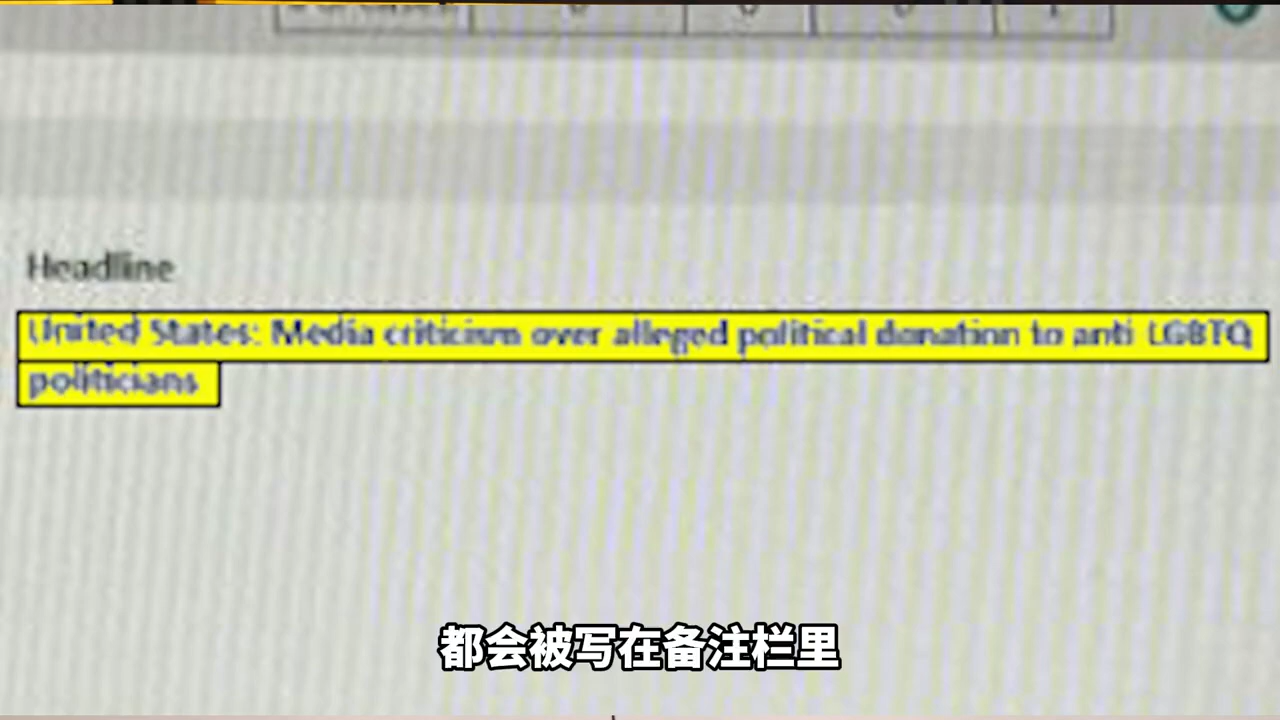 Headline
United States: Media criticism over alleged political donation to anti LGBTQ
politicians
都会被写在备注栏里